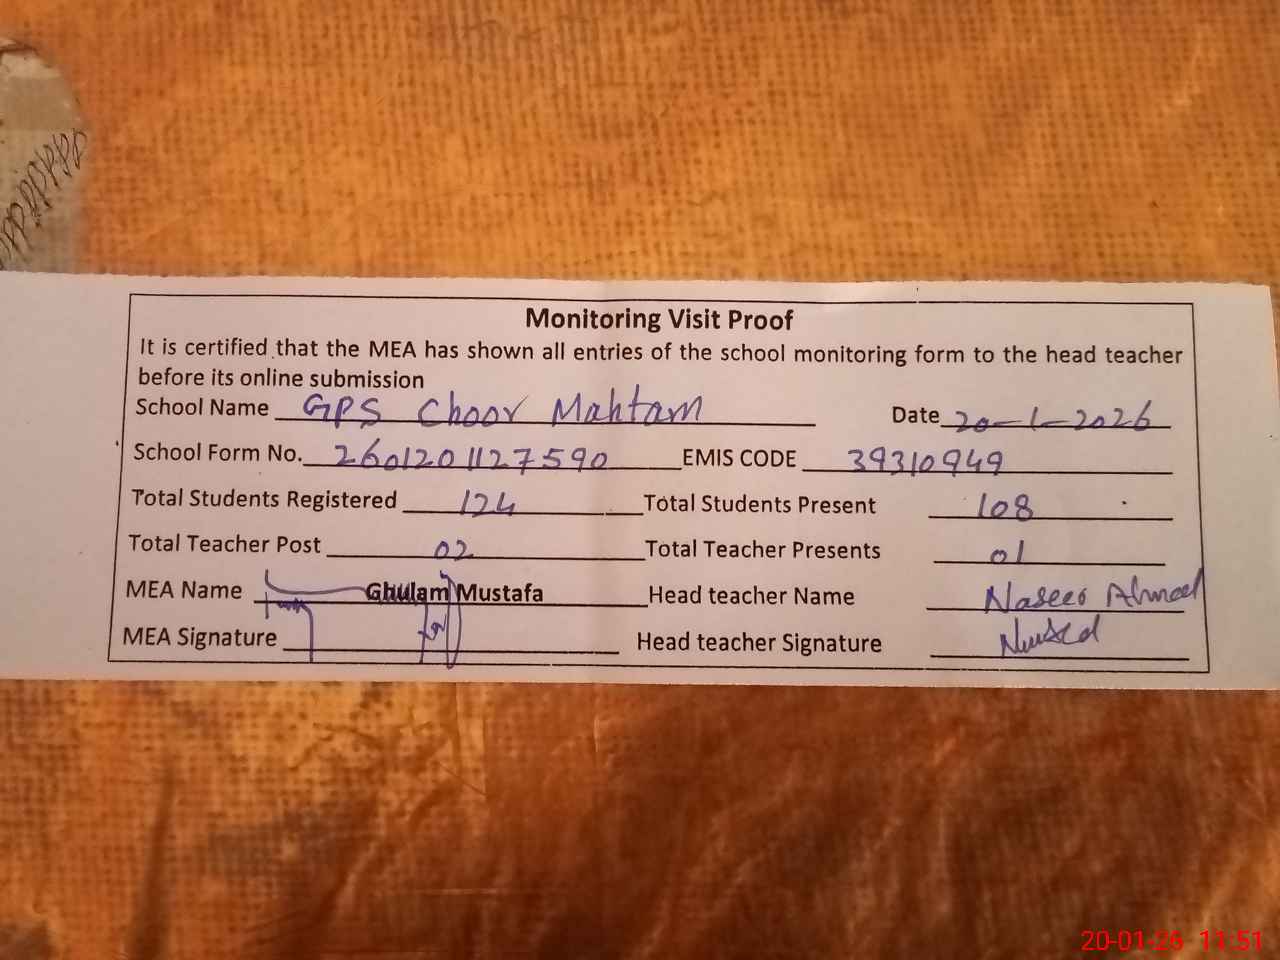 Monitoring Visit Proof
It is certified that the MEA has shown all entries of the school monitoring form to the head teacher
before its online submission
School Name GPS Choor Mahtam Date 20-1-2026
School Form No. 2601201127590 EMIS CODE 39310949
Total Students Registered 124 Total Students Present 108
Total Teacher Post 02 Total Teacher Presents 01
MEA Name Ghulam Mustafa Head teacher Name Naseer Ahmed
MEA Signature Head teacher Signature
20-01-26 11:51